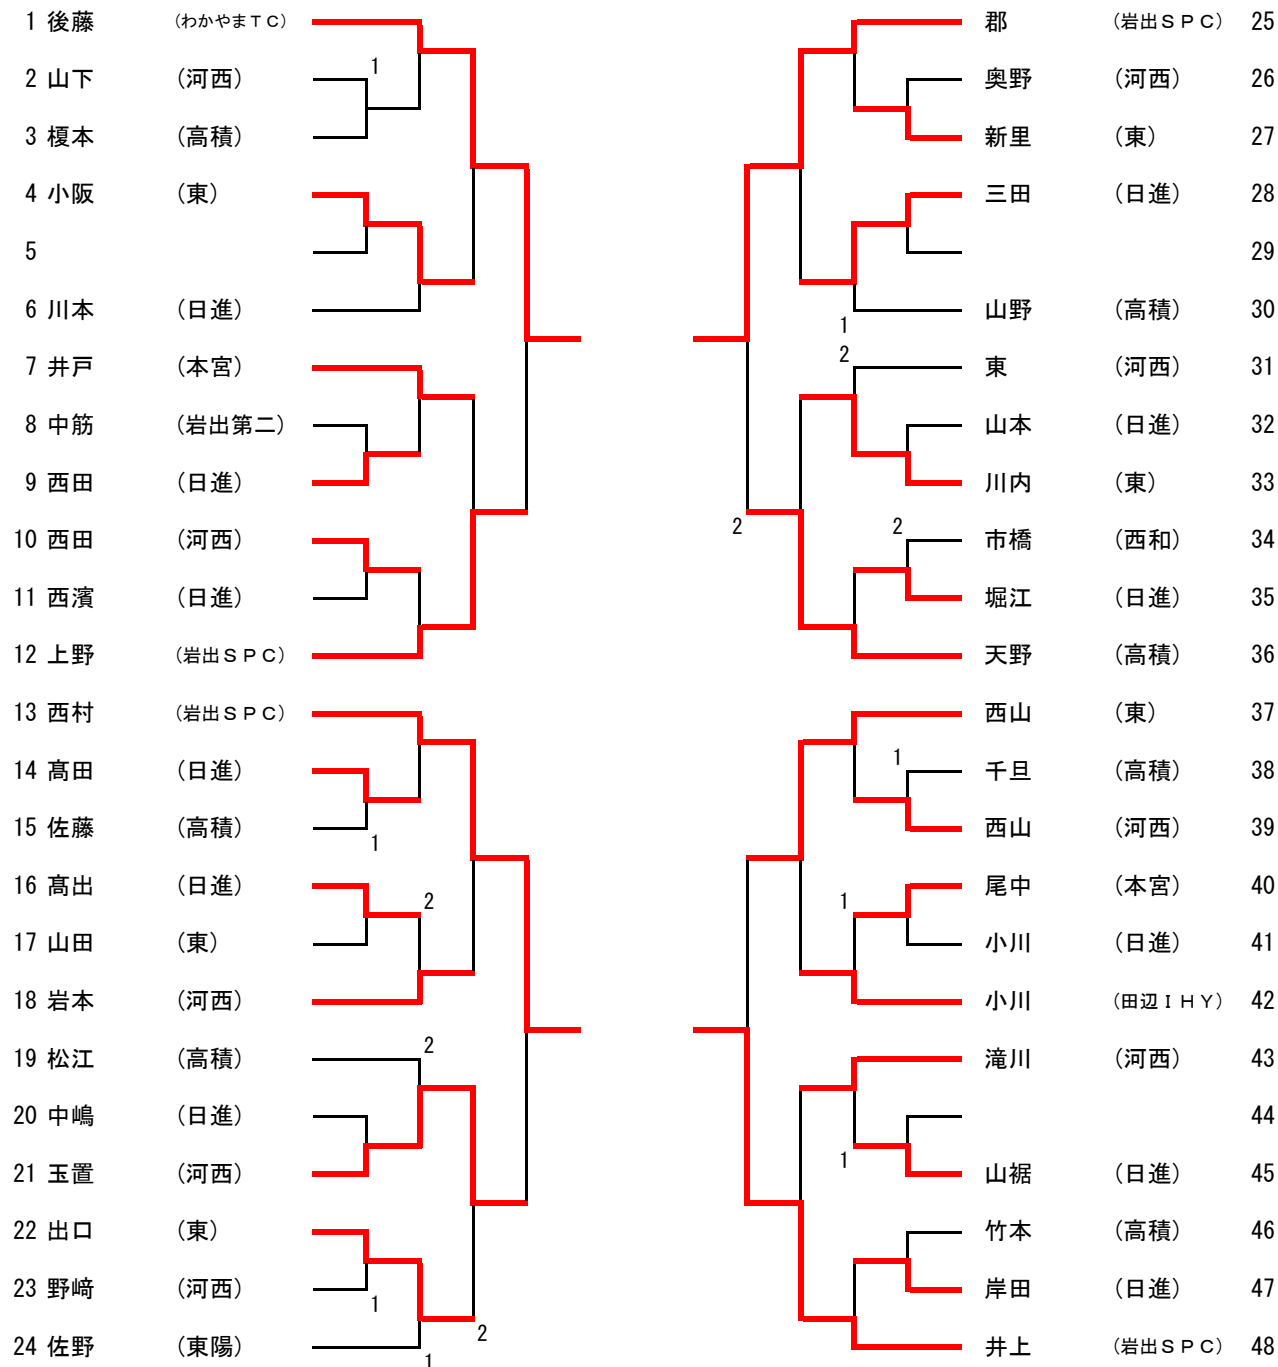 1 後藤 (わかやまＴＣ)
1
2 山下 (河西)
3 榎本 (高積)
4 小阪 (東)
5
6 川本 (日進)
7 井戸 (本宮)
8 中筋 (岩出第二)
9 西田 (日進)
10 西田 (河西)
11 西濱 (日進)
12 上野 (岩出ＳＰＣ)
13 西村 (岩出ＳＰＣ)
14 髙田 (日進)
15 佐藤 (高積)
1
16 髙出 (日進)
2
17 山田 (東)
18 岩本 (河西)
19 松江 (高積)
2
20 中嶋 (日進)
21 玉置 (河西)
22 出口 (東)
23 野﨑 (河西)
1
2
24 佐野 (東陽)
1
郡 (岩出ＳＰＣ) 25
奥野 (河西) 26
新里 (東) 27
三田 (日進) 28
29
山野 (高積) 30
1
2
東 (河西) 31
山本 (日進) 32
川内 (東) 33
2
2
市橋 (西和) 34
堀江 (日進) 35
天野 (高積) 36
西山 (東) 37
1
千旦 (高積) 38
西山 (河西) 39
尾中 (本宮) 40
1
小川 (日進) 41
小川 (田辺ＩＨＹ) 42
滝川 (河西) 43
44
1
山裾 (日進) 45
竹本 (高積) 46
岸田 (日進) 47
井上 (岩出ＳＰＣ) 48